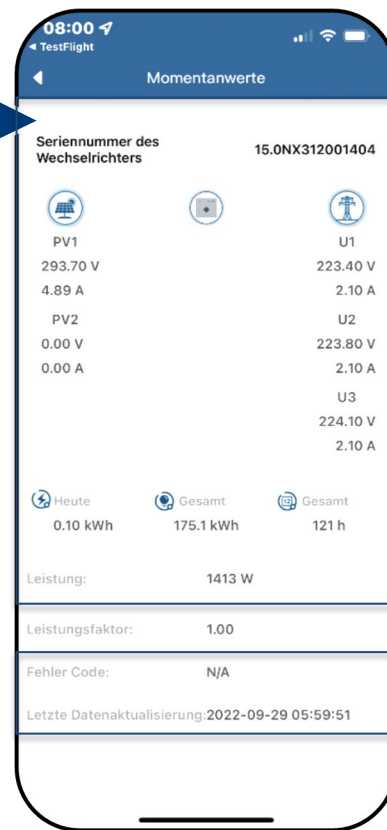 08:00
◀ TestFlight
Momentanwerte
Seriennummer des
Wechselrichters
15.0NX312001404
PV1
U1
293.70 V
223.40 V
4.89 A
2.10 A
PV2
U2
0.00 V
223.80 V
0.00 A
2.10 A
U3
224.10 V
2.10 A
Heute
Gesamt
Gesamt
0.10 kWh
175.1 kWh
121 h
Leistung:
1413 W
Leistungsfaktor:
1.00
Fehler Code:
N/A
Letzte Datenaktualisierung:2022-09-29 05:59:51